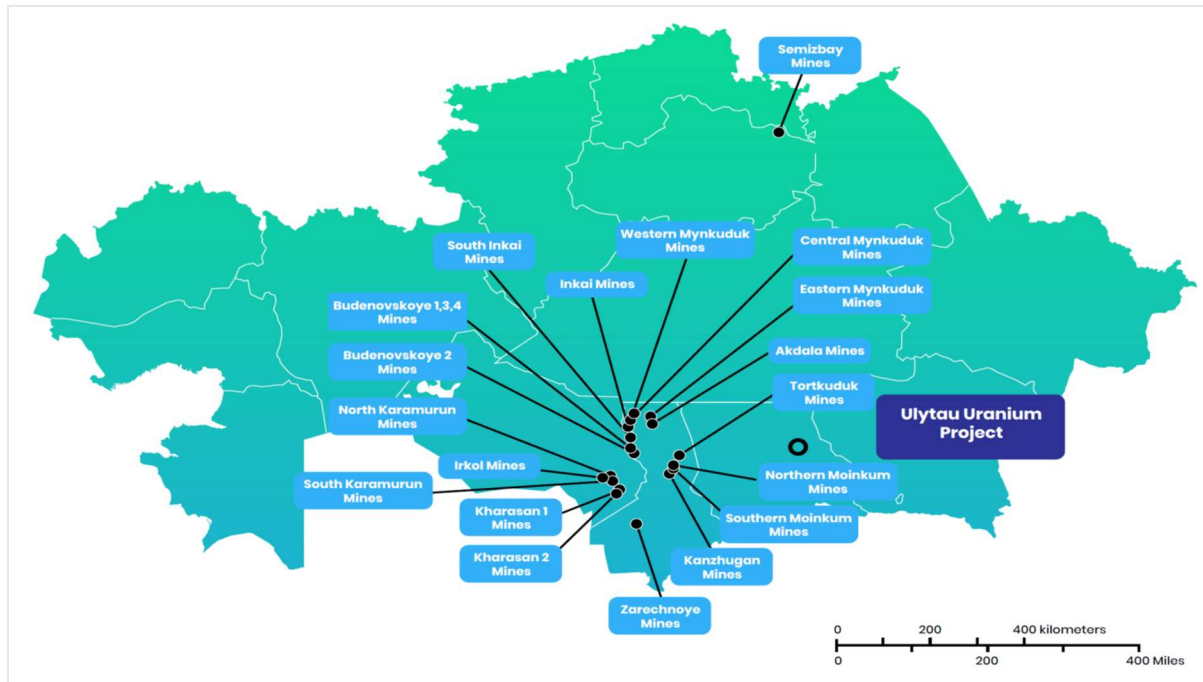 Semizbay
Mines
Western Mynkuduk
Mines
Central Mynkuduk
Mines
South Inkai
Mines
Inkai Mines
Eastern Mynkuduk
Mines
Budenovskoye 1,3,4
Mines
Akdala Mines
Budenovskoye 2
Mines
Tortkuduk
Mines
North Karamurun
Mines
Ulytau Uranium
Project
Irkol Mines
South Karamurun
Mines
Northern Moinkum
Mines
Kharasan 1
Mines
Southern Moinkum
Mines
Kharasan 2
Mines
Kanzhugan
Mines
Zarechnoye
Mines
0 200 400 kilometers
0 200 400 Miles